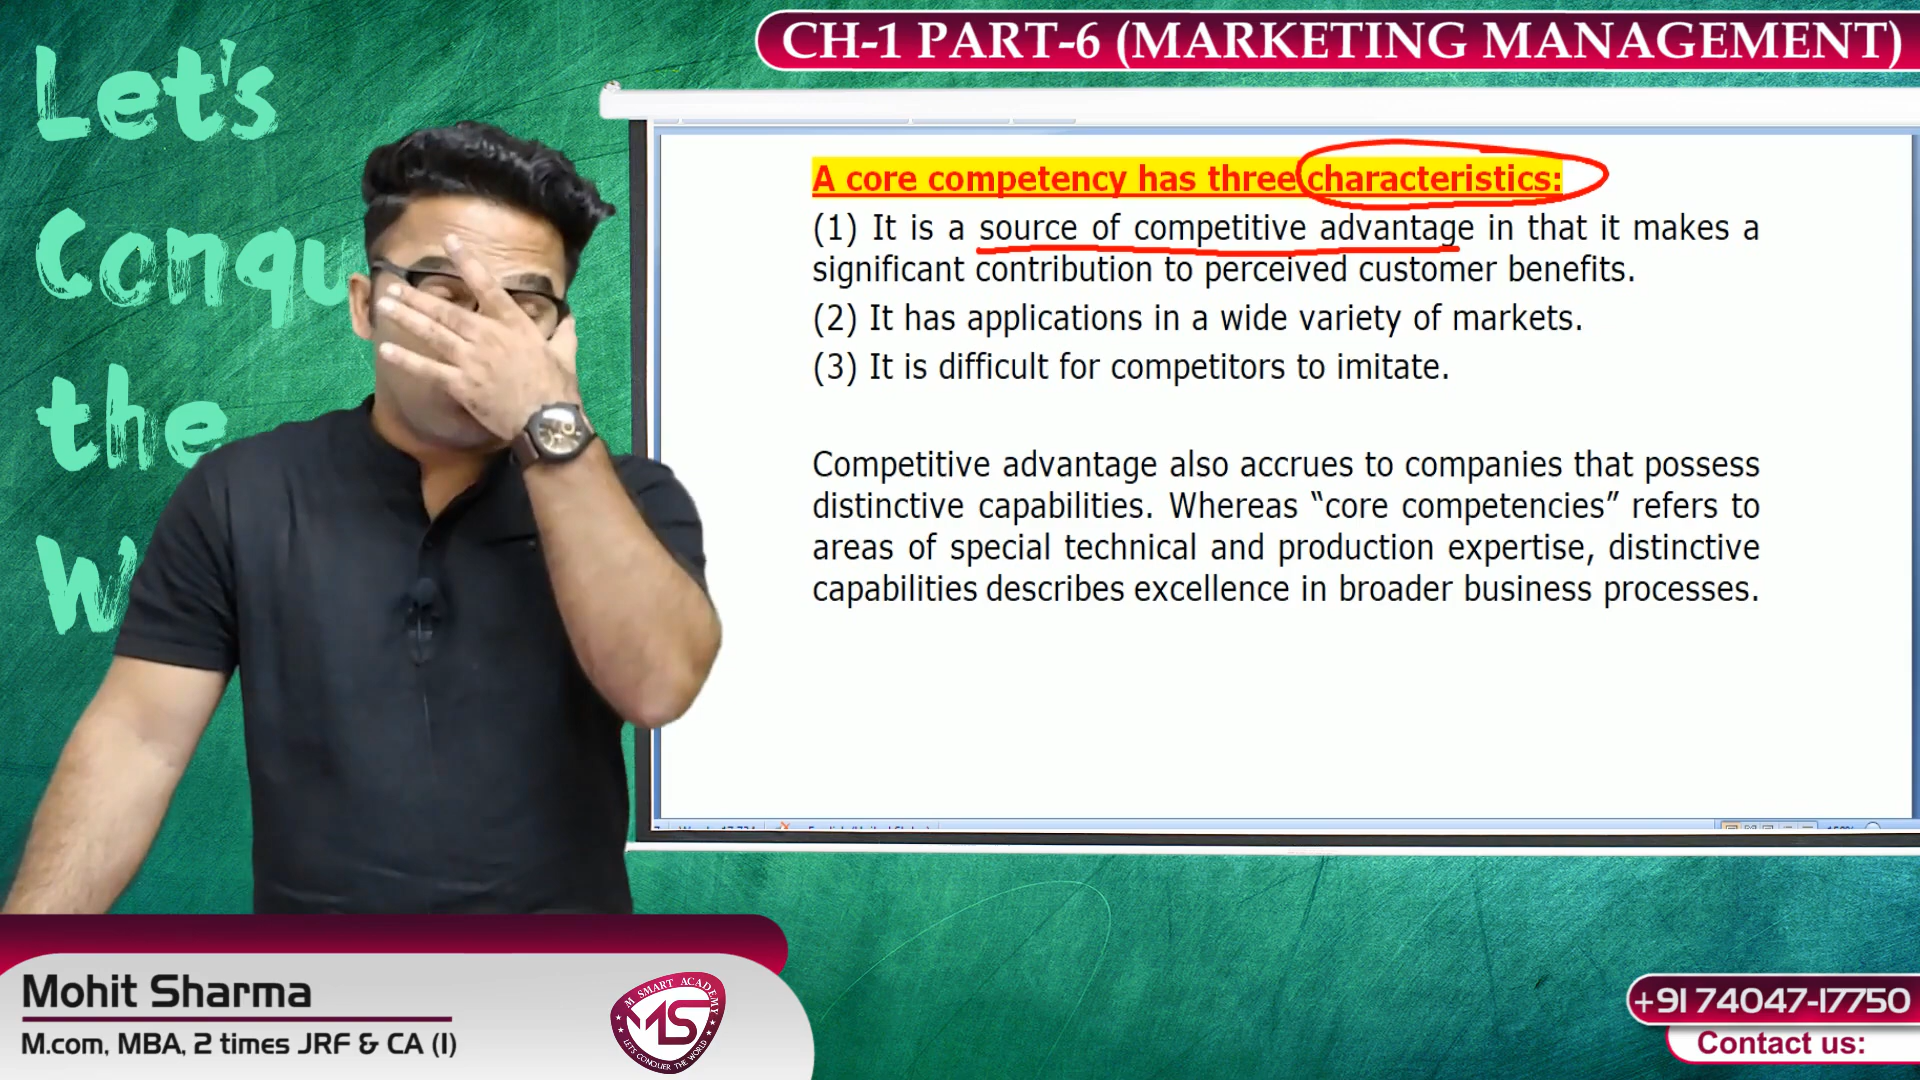 Let's
Conqu
the
W
CH-1 PART-6 (MARKETING MANAGEMENT)
A core competency has three characteristics:
(1) It is a source of competitive advantage in that it makes a
significant contribution to perceived customer benefits.
(2) It has applications in a wide variety of markets.
(3) It is difficult for competitors to imitate.
Competitive advantage also accrues to companies that possess
distinctive capabilities. Whereas “core competencies” refers to
areas of special technical and production expertise, distinctive
capabilities describes excellence in broader business processes.
Mohit Sharma
M.com, MBA, 2 times JRF & CA (I)
M SMART ACADEMY
MS
LETS CONQUER THE WORLD
+91 74047-17750
Contact us: